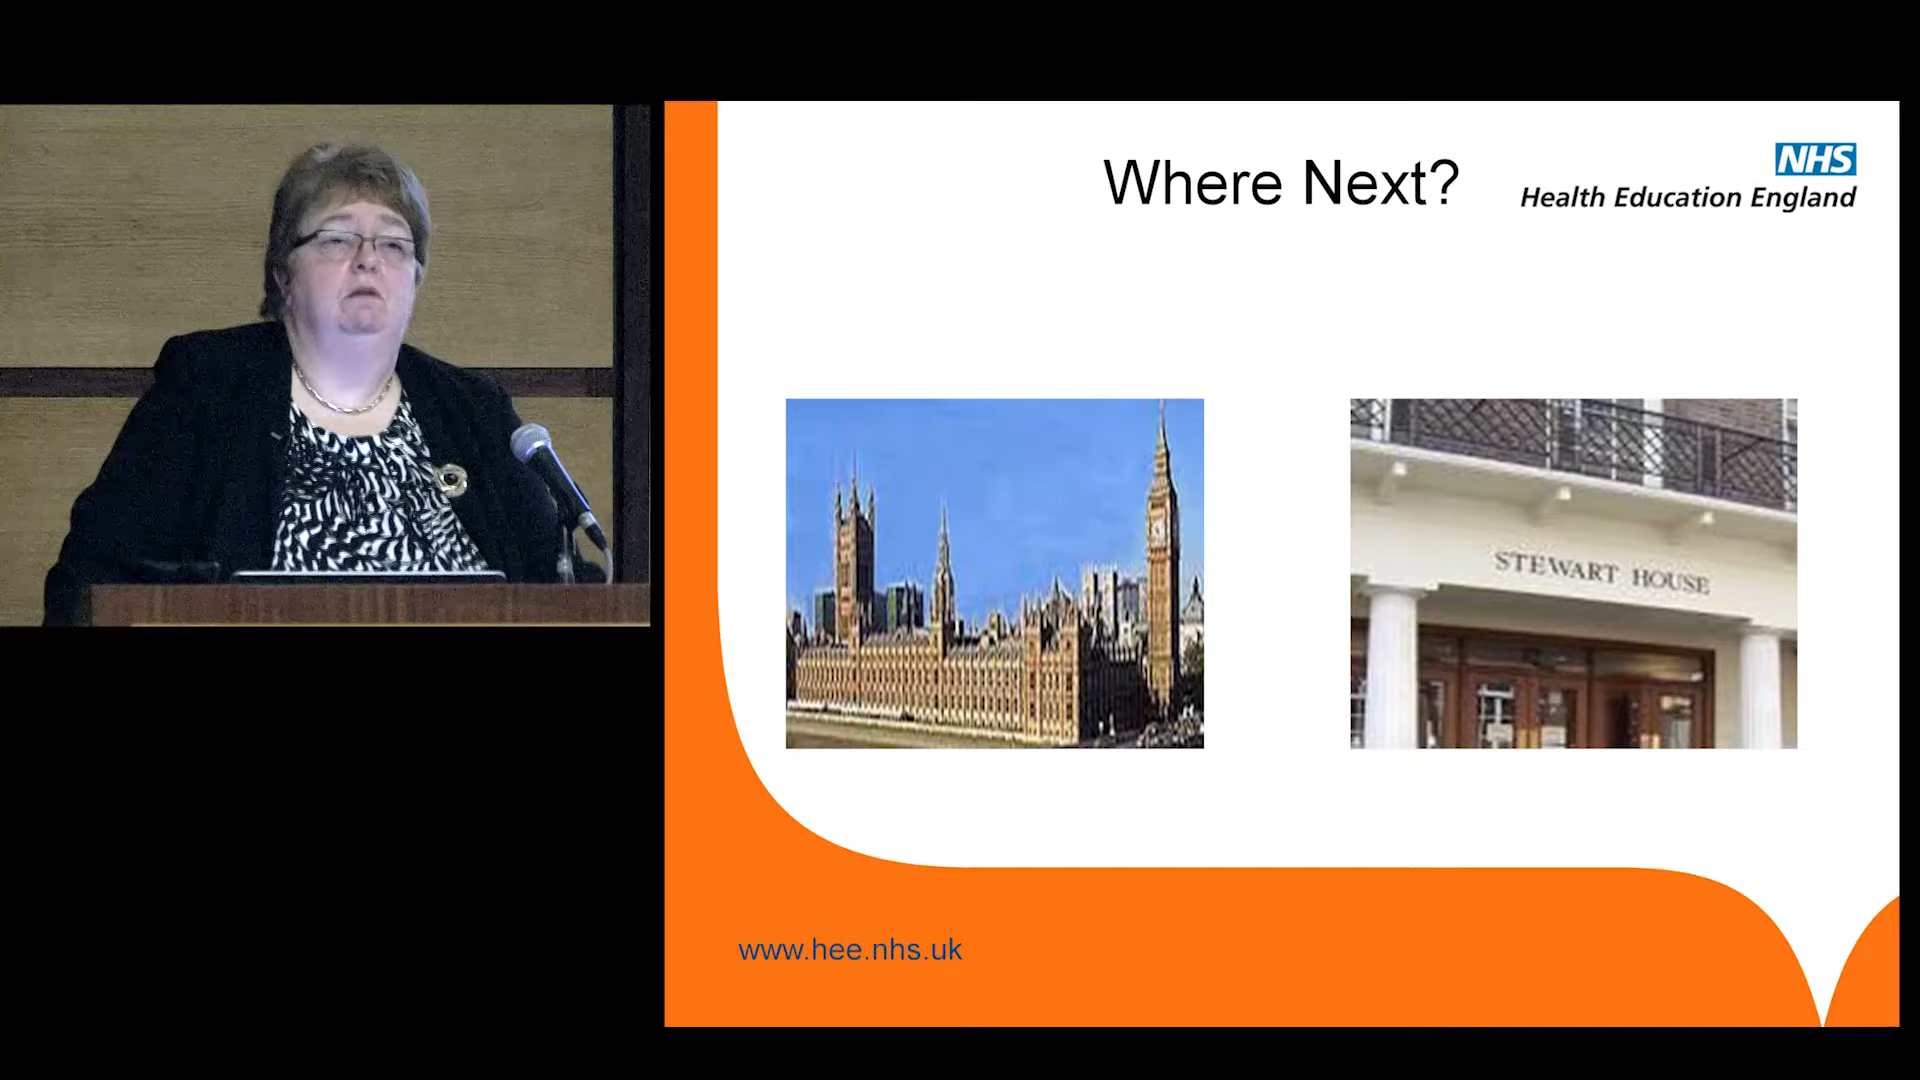 Where Next?
NHS
Health Education England
STEWART HOUSE
www.hee.nhs.uk